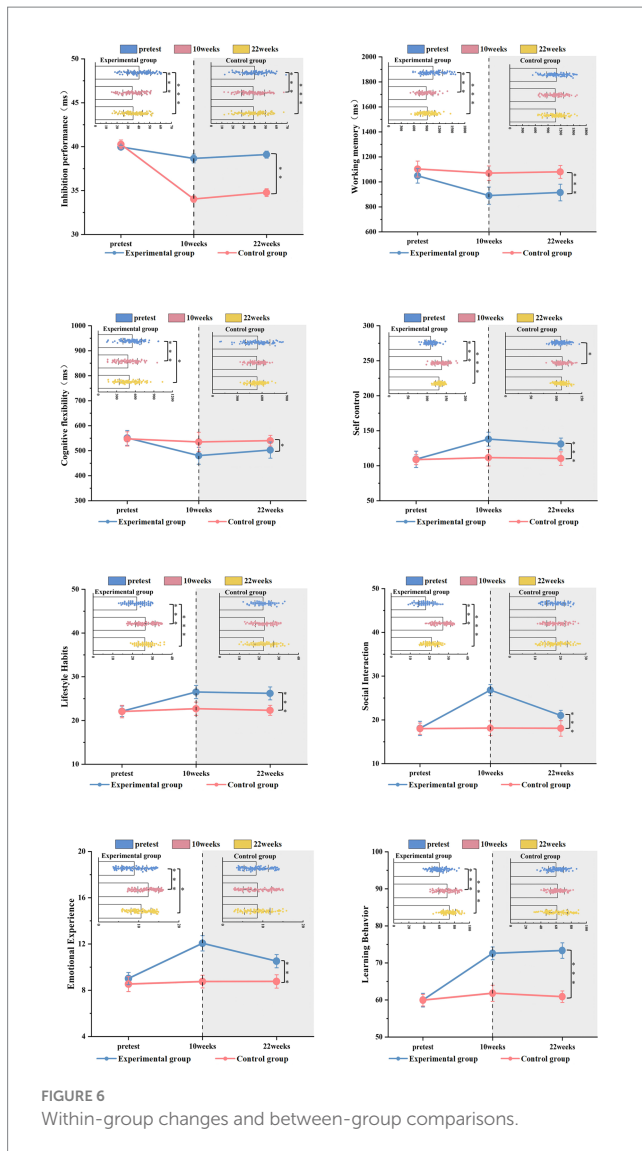 pretest 10weeks 22weeks
Experimental group
Control group
50
45
40
35
30
Inhibition performance (ms)
pretest 10weeks 22weeks
Experimental group Control group
pretest 10weeks 22weeks
Experimental group
Control group
2000
1800
1600
1400
1200
1000
800
600
Working memory (ms)
pretest 10weeks 22weeks
Experimental group Control group
pretest 10weeks 22weeks
Experimental group
Control group
1000
900
800
700
600
500
400
300
Cognitive flexibility (ms)
pretest 10weeks 22weeks
Experimental group Control group
pretest 10weeks 22weeks
Experimental group
Control group
300
250
200
150
100
50
Self control
pretest 10weeks 22weeks
Experimental group Control group
pretest 10weeks 22weeks
Experimental group
Control group
50
40
30
20
10
Lifestyle Habits
pretest 10weeks 22weeks
Experimental group Control group
pretest 10weeks 22weeks
Experimental group
Control group
50
40
30
20
10
Social Interaction
pretest 10weeks 22weeks
Experimental group Control group
pretest 10weeks 22weeks
Experimental group
Control group
20
16
12
8
4
Emotional Experience
pretest 10weeks 22weeks
Experimental group Control group
pretest 10weeks 22weeks
Experimental group
Control group
100
90
80
70
60
50
Learning Behavior
pretest 10weeks 22weeks
Experimental group Control group
FIGURE 6
Within-group changes and between-group comparisons.